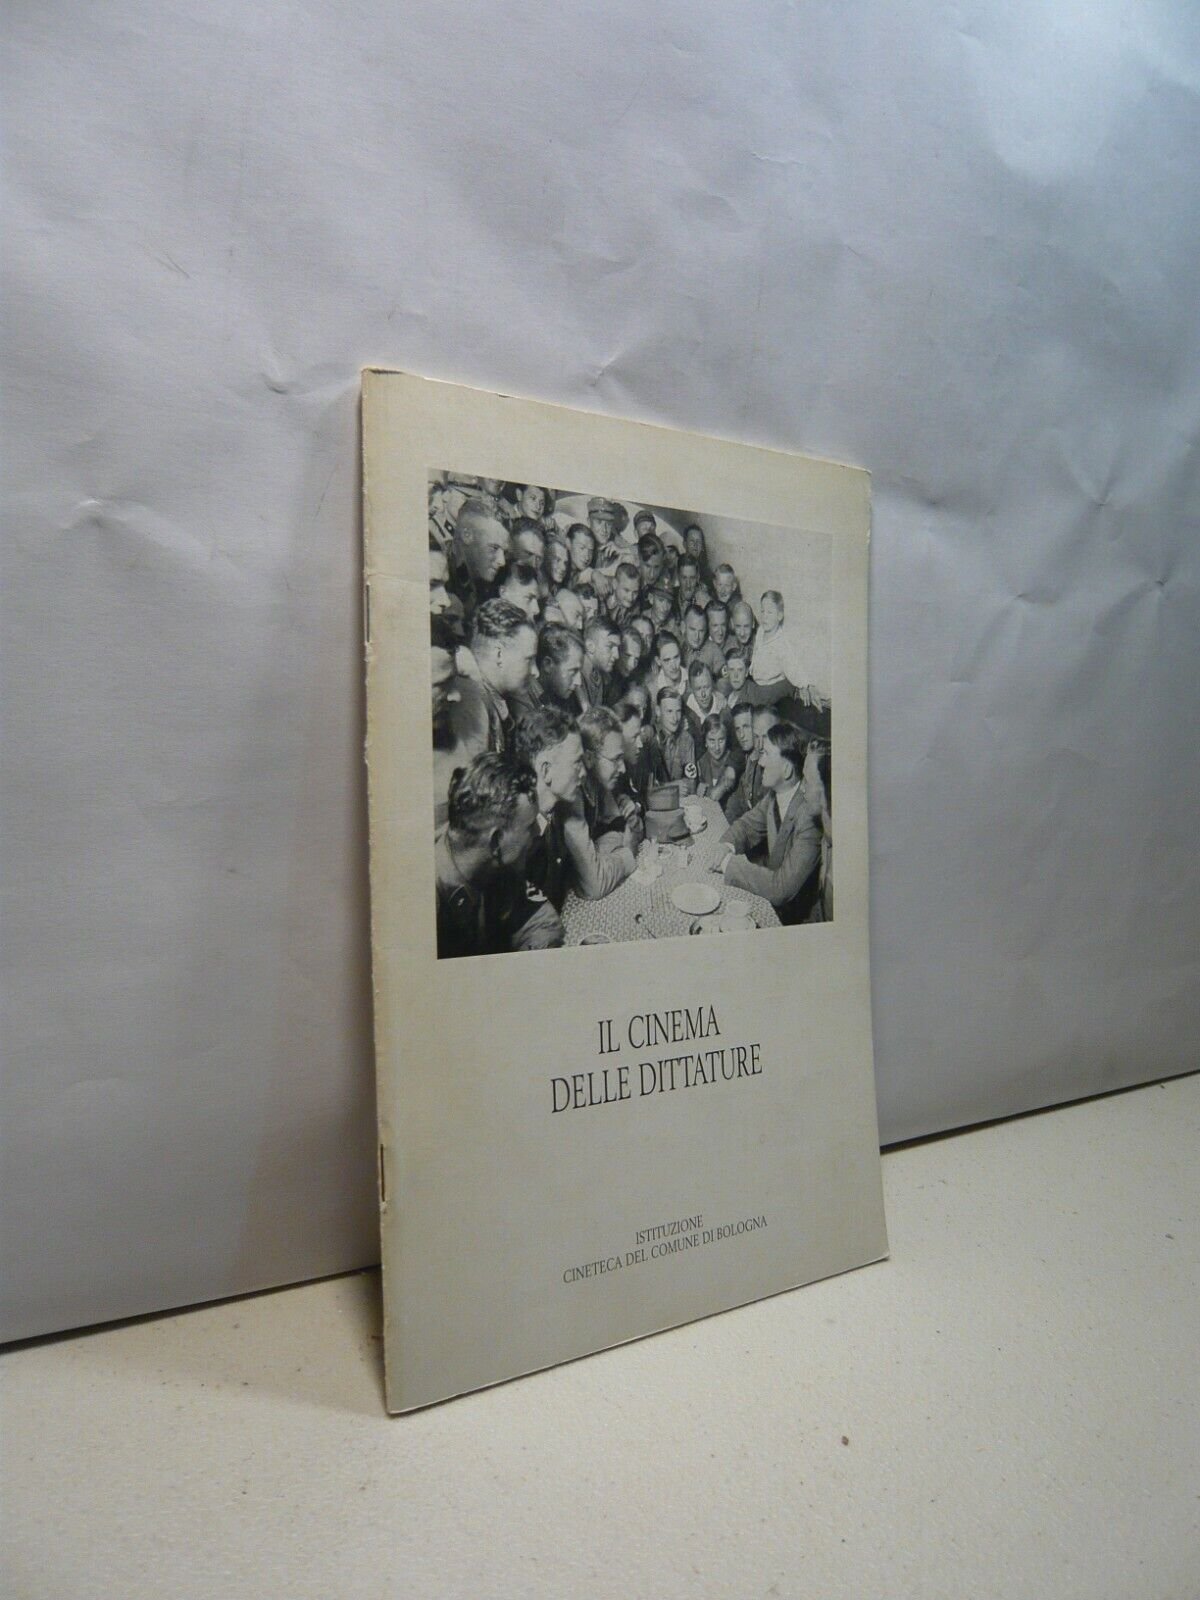 IL CINEMA
DELLE DITTATURE
ISTITUZIONE
CINETECA DEL COMUNE DI BOLOGNA